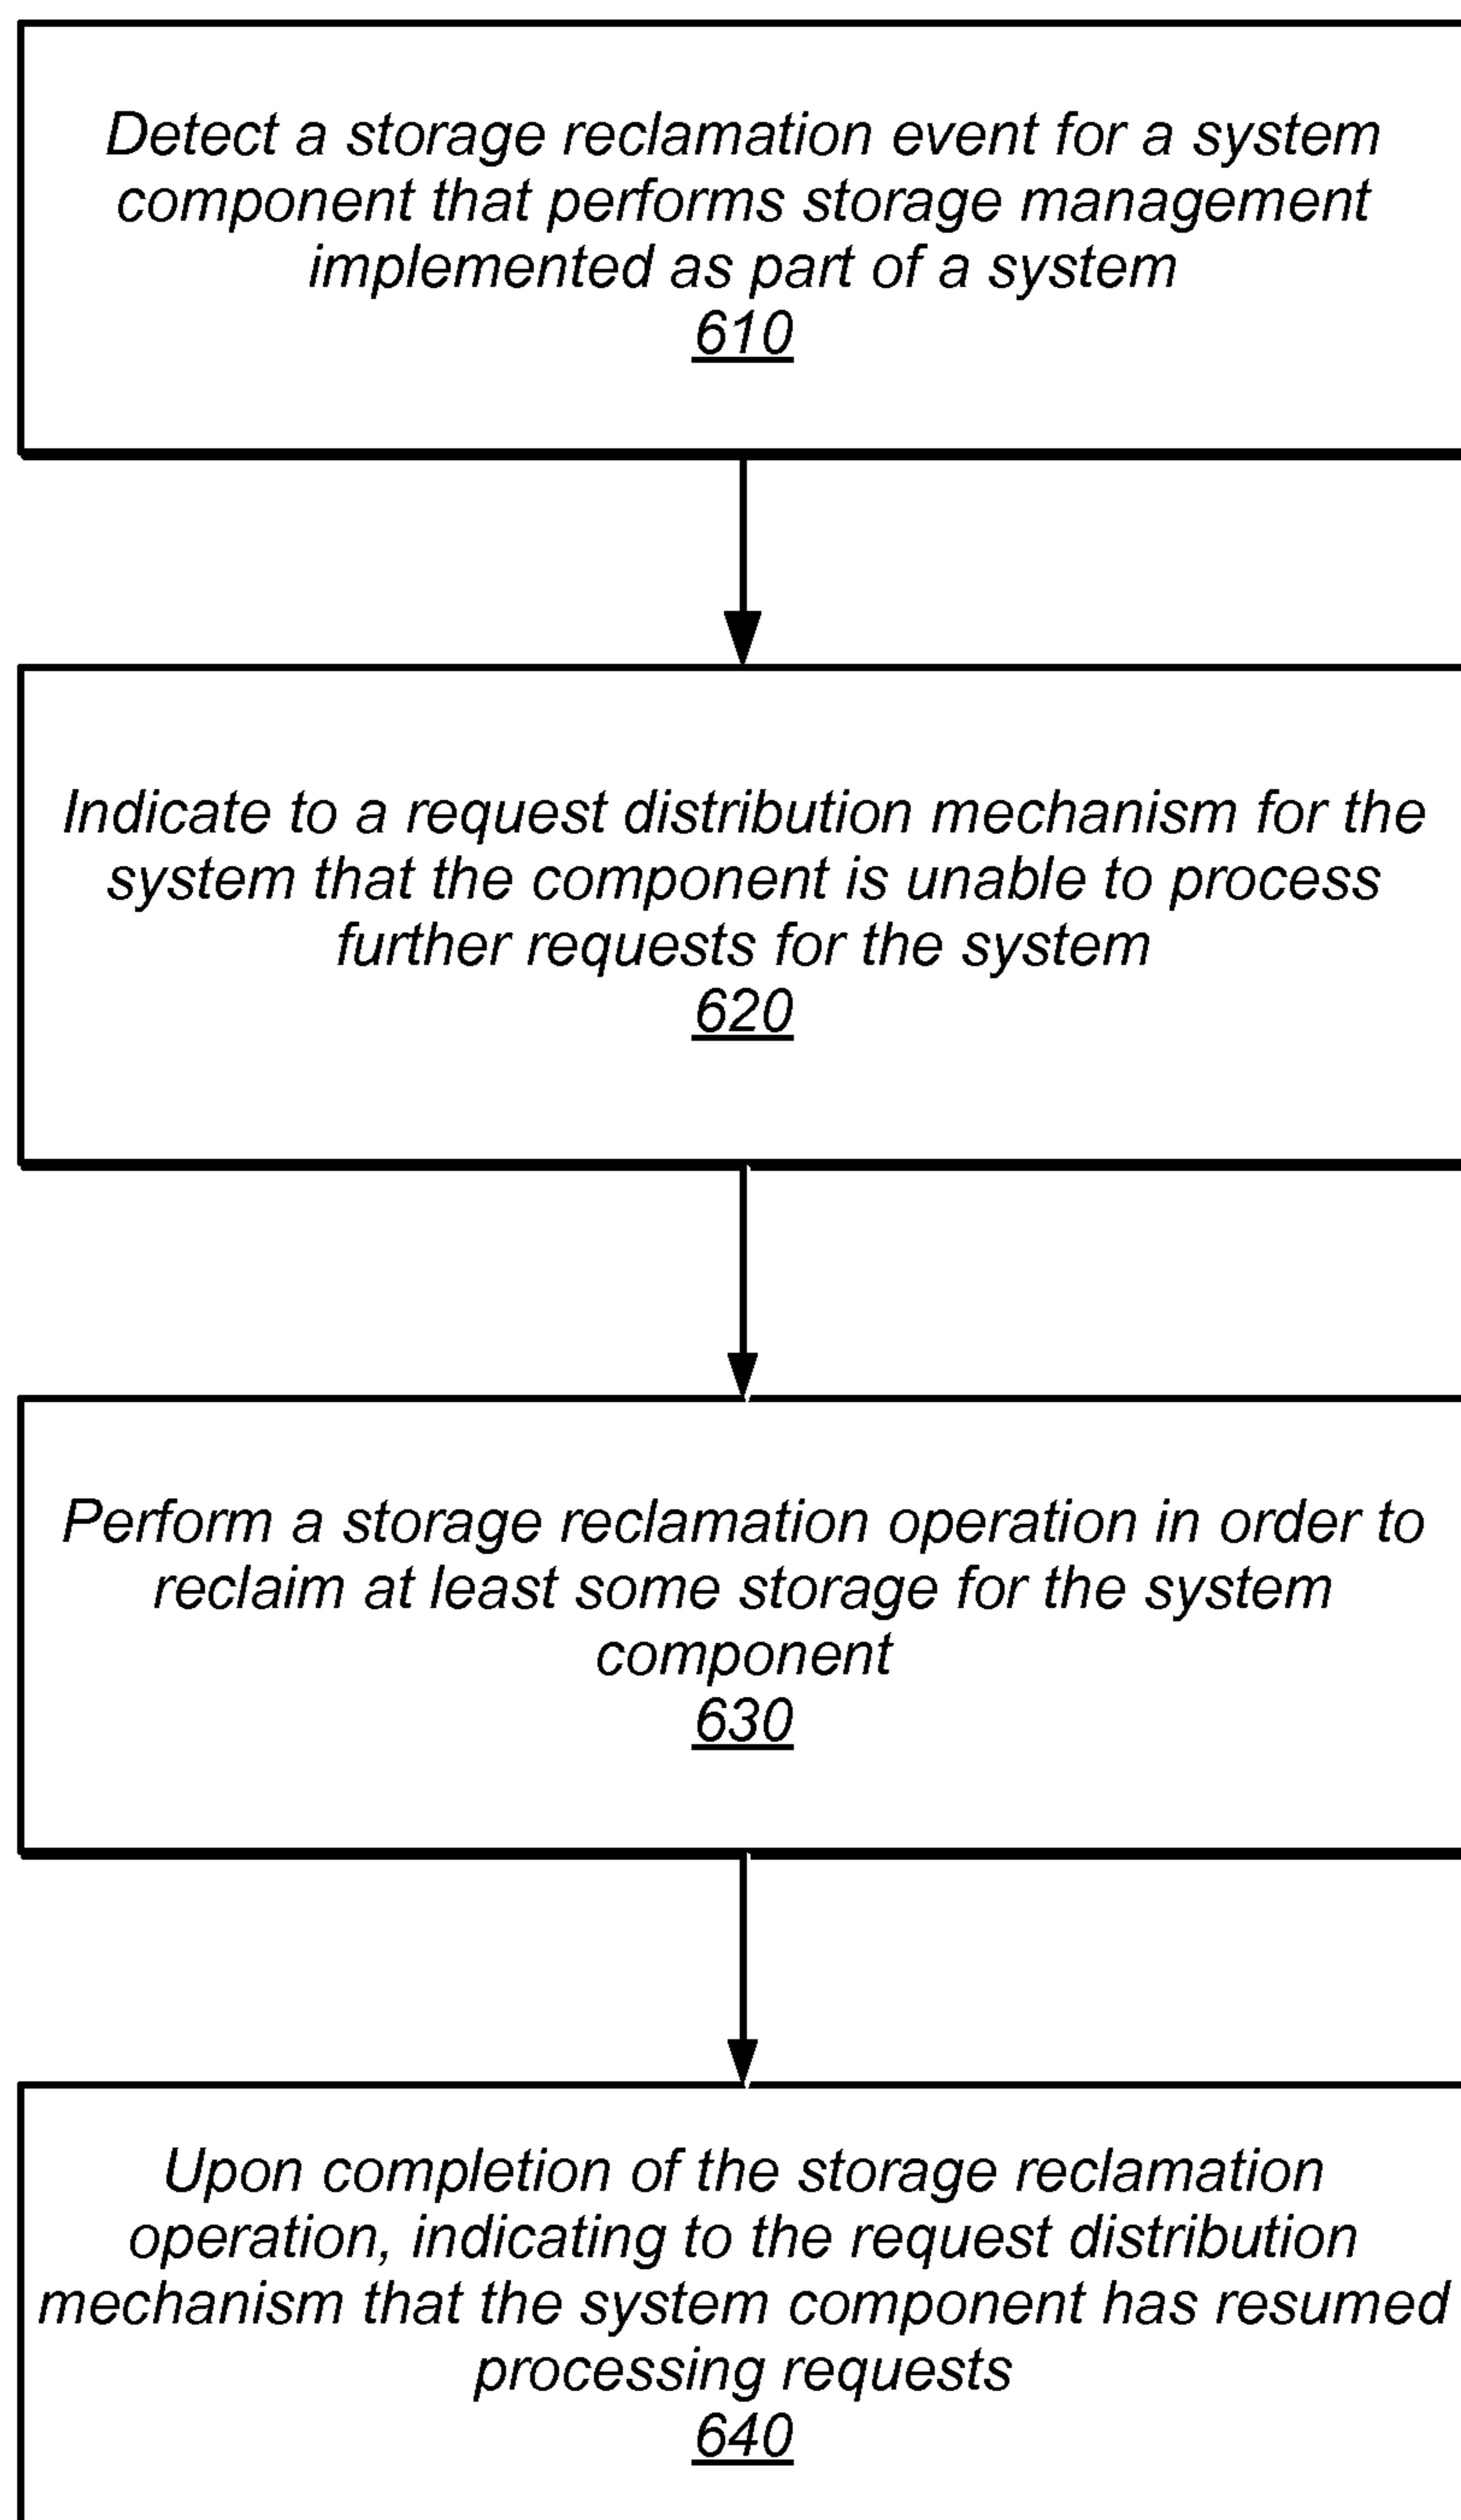 Detect a storage reclamation event for a system
component that performs storage management
implemented as part of a system
610
Indicate to a request distribution mechanism for the
system that the component is unable to process
further requests for the system
620
Perform a storage reclamation operation in order to
reclaim at least some storage for the system
component
630
Upon completion of the storage reclamation
operation, indicating to the request distribution
mechanism that the system component has resumed
processing requests
640